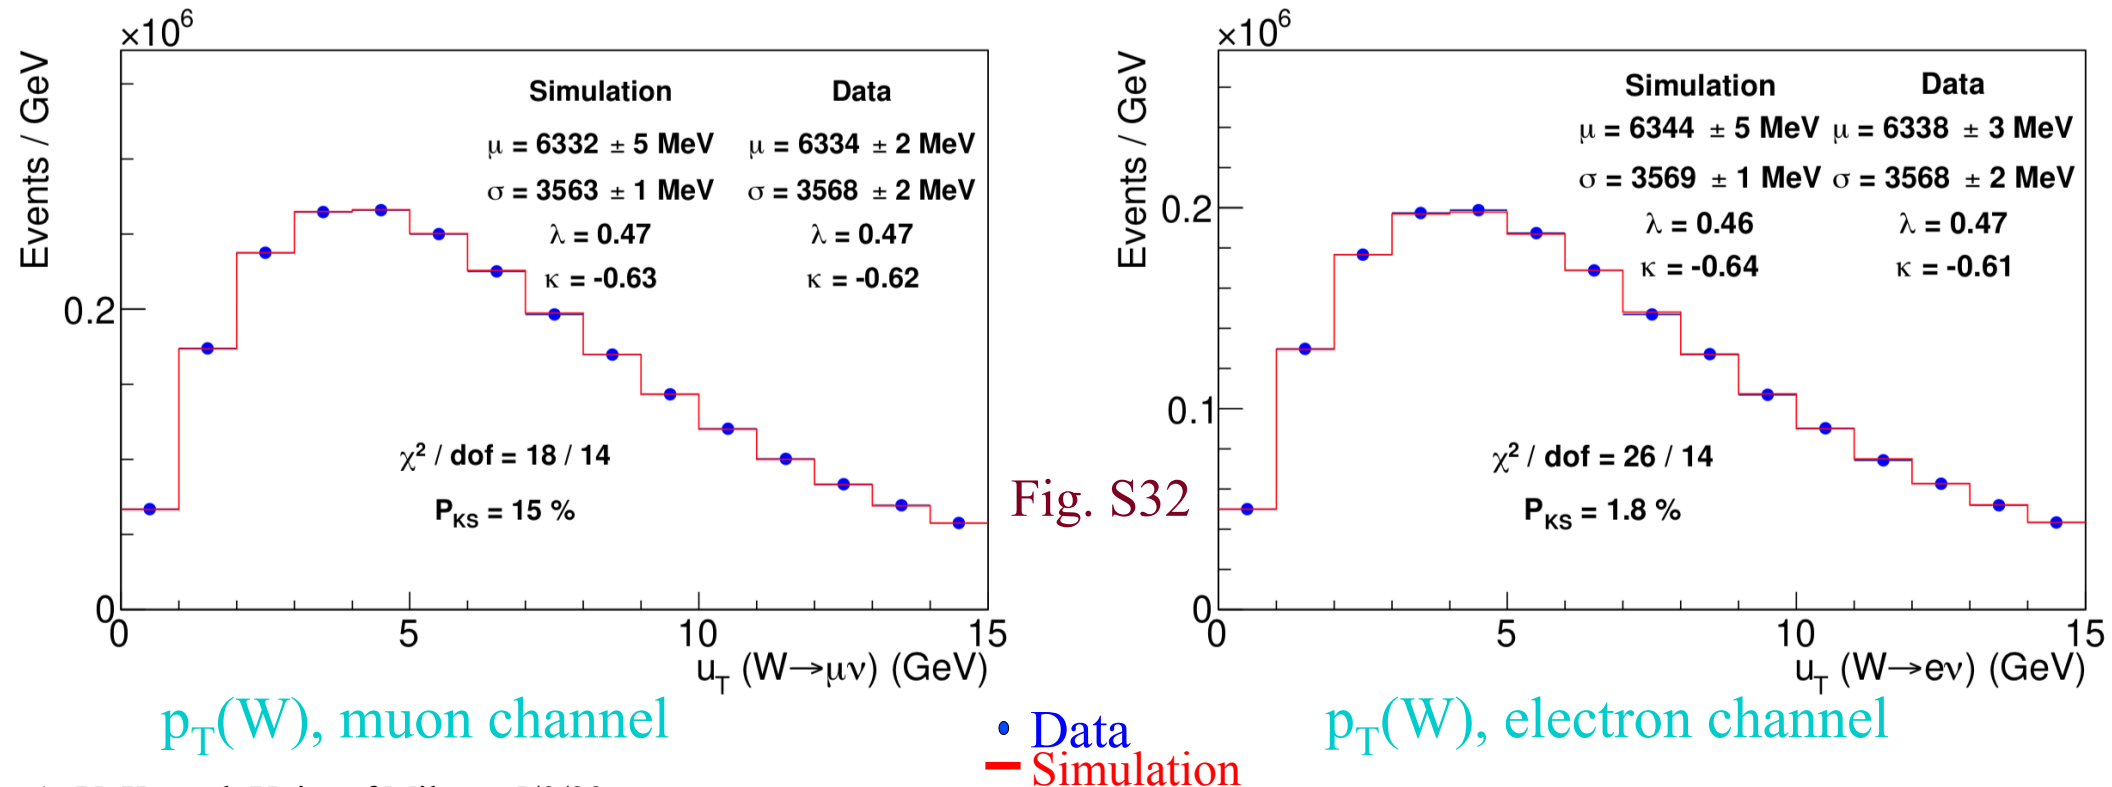 ×10⁶
Events / GeV
Simulation Data
μ = 6332 ± 5 MeV μ = 6334 ± 2 MeV
σ = 3563 ± 1 MeV σ = 3568 ± 2 MeV
λ = 0.47 λ = 0.47
κ = -0.63 κ = -0.62
0.2
χ² / dof = 18 / 14
P_KS = 15 %
0
0 5 10 15
u_T (W→μν) (GeV)
p_T(W), muon channel
Fig. S32
×10⁶
Events / GeV
Simulation Data
μ = 6344 ± 5 MeV μ = 6338 ± 3 MeV
σ = 3569 ± 1 MeV σ = 3568 ± 2 MeV
0.2
λ = 0.46 λ = 0.47
κ = -0.64 κ = -0.61
0.1
χ² / dof = 26 / 14
P_KS = 1.8 %
0
0 5 10 15
u_T (W→eν) (GeV)
p_T(W), electron channel
Data
Simulation